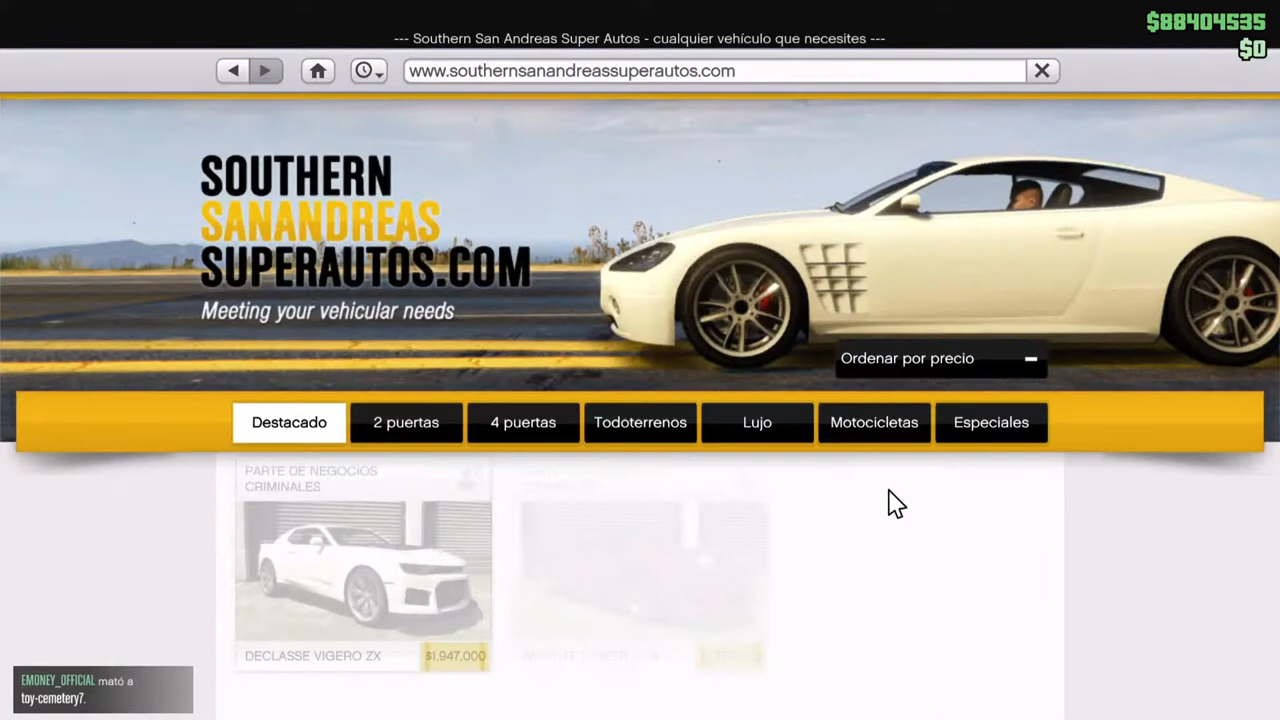 $88404535
$0
--- Southern San Andreas Super Autos - cualquier vehículo que necesites ---
www.southernsanandreassuperautos.com
SOUTHERN
SANANDREAS
SUPERAUTOS.COM
Meeting your vehicular needs
Ordenar por precio
Destacado
2 puertas
4 puertas
Todoterrenos
Lujo
Motocicletas
Especiales
PARTE DE NEGOCIOS
CRIMINALES
DECLASSE VIGERO ZX
$1,947,000
EMONEY_OFFICIAL mató a
toy-cemetery7.